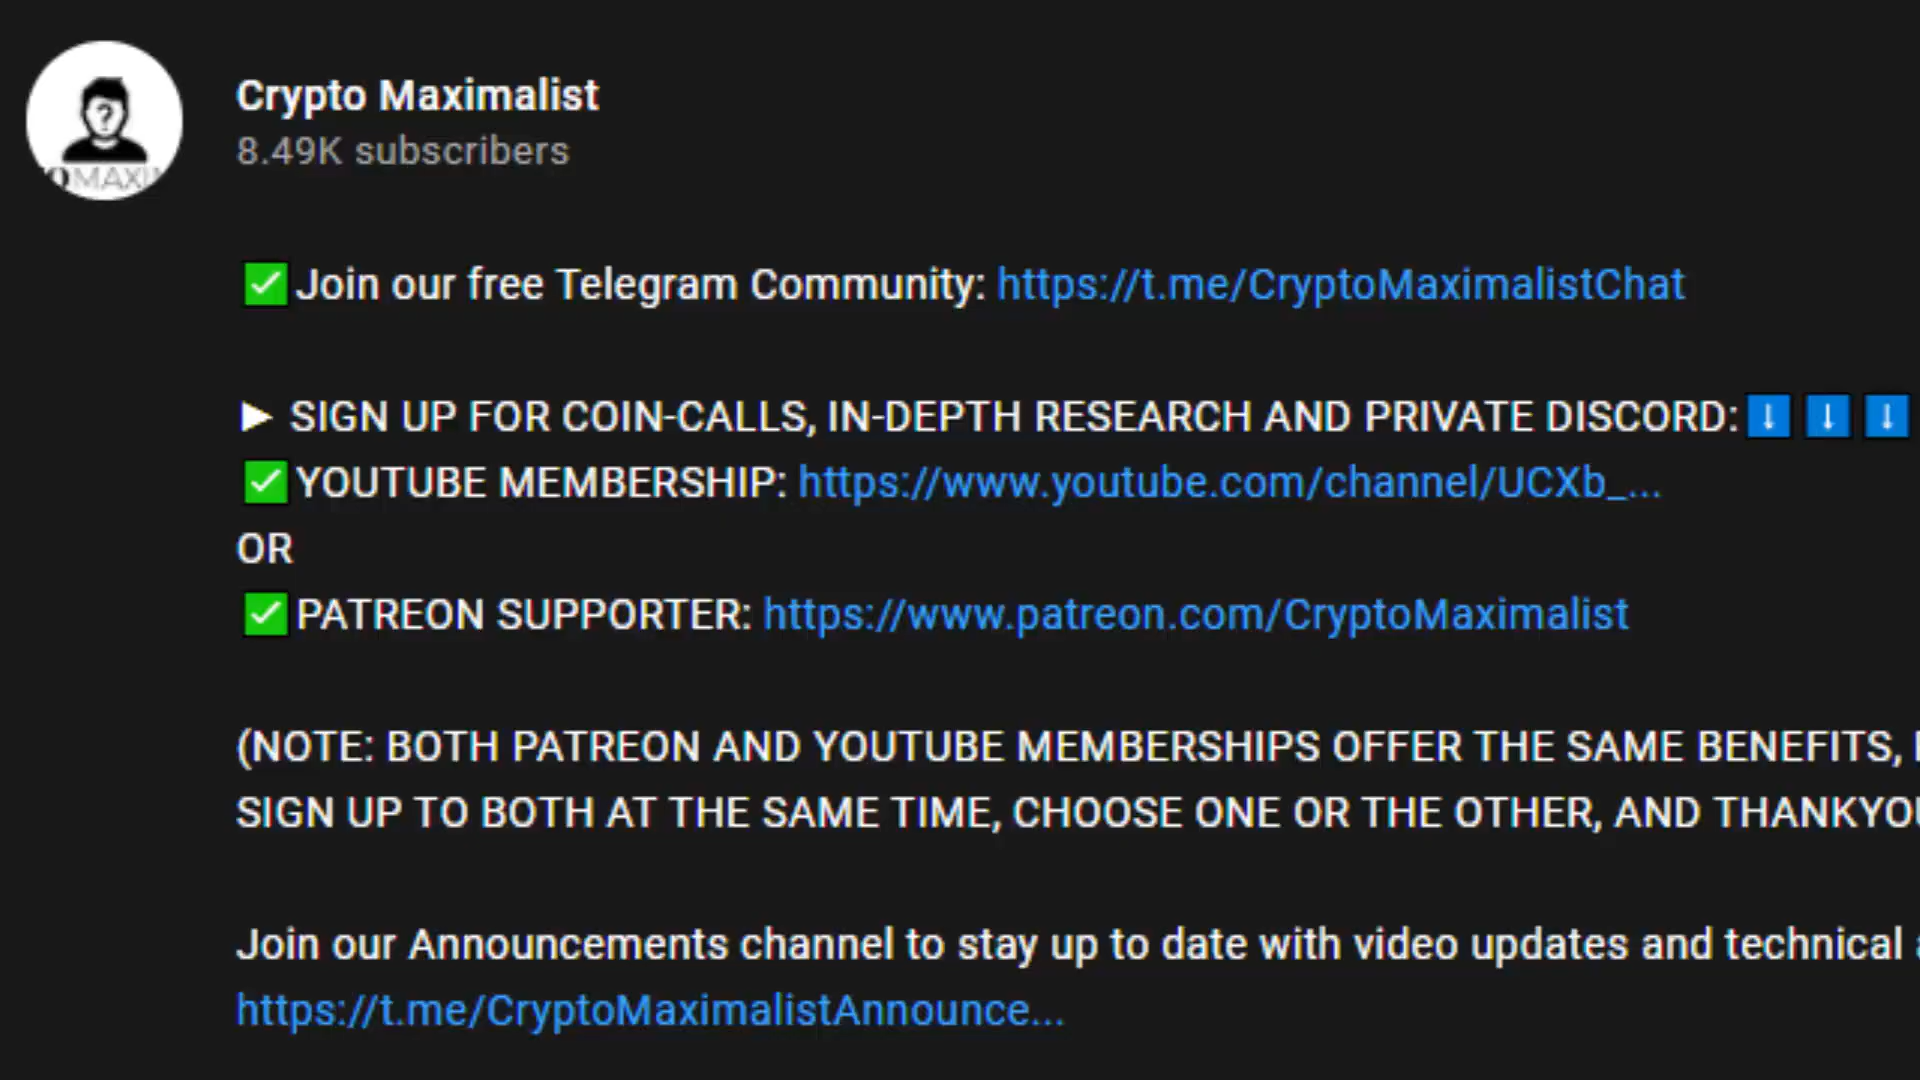 Crypto Maximalist
8.49K subscribers
?
OMAXI
✅Join our free Telegram Community: https://t.me/CryptoMaximalistChat
► SIGN UP FOR COIN-CALLS, IN-DEPTH RESEARCH AND PRIVATE DISCORD:⬇️⬇️⬇️
✅YOUTUBE MEMBERSHIP: https://www.youtube.com/channel/UCXb_...
OR
✅PATREON SUPPORTER: https://www.patreon.com/CryptoMaximalist
(NOTE: BOTH PATREON AND YOUTUBE MEMBERSHIPS OFFER THE SAME BENEFITS,
SIGN UP TO BOTH AT THE SAME TIME, CHOOSE ONE OR THE OTHER, AND THANKYOU
Join our Announcements channel to stay up to date with video updates and technical
https://t.me/CryptoMaximalistAnnounce...